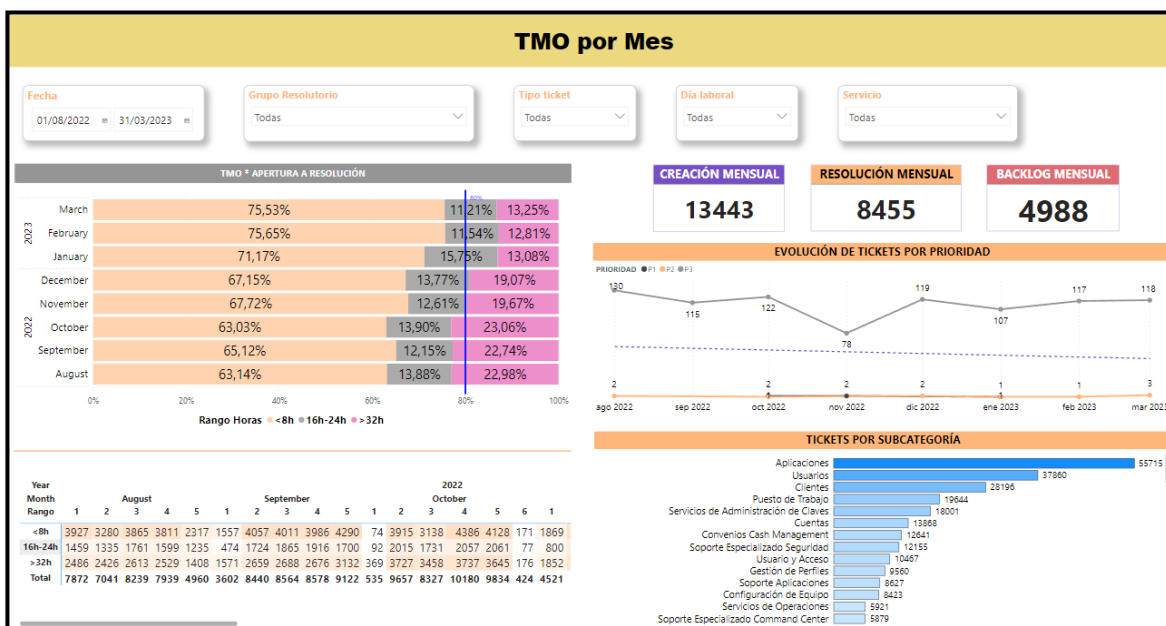 TMO por Mes
Fecha
01/08/2022 31/03/2023
Grupo Resolutorio
Todas
Tipo ticket
Todas
Día laboral
Todas
Servicio
Todas
TMO * APERTURA A RESOLUCIÓN
80%
2023
March 75,53% 11,21% 13,25%
February 75,65% 11,54% 12,81%
January 71,17% 15,75% 13,08%
2022
December 67,15% 13,77% 19,07%
November 67,72% 12,61% 19,67%
October 63,03% 13,90% 23,06%
September 65,12% 12,15% 22,74%
August 63,14% 13,88% 22,98%
0% 20% 40% 60% 80% 100%
Rango Horas <8h 16h-24h >32h
CREACIÓN MENSUAL
13443
RESOLUCIÓN MENSUAL
8455
BACKLOG MENSUAL
4988
EVOLUCIÓN DE TICKETS POR PRIORIDAD
PRIORIDAD P1 P2 P3
130 115 122 78 119 107 117 118
2 2 2 2 1 1 3
ago 2022 sep 2022 oct 2022 nov 2022 dic 2022 ene 2023 feb 2023 mar 2023
Year 2022
Month August September October
Rango 1 2 3 4 5 1 2 3 4 5 1 2 3 4 5 6 1
<8h 3927 3280 3865 3811 2317 1557 4057 4011 3986 4290 74 3915 3138 4386 4128 171 1869
16h-24h 1459 1335 1761 1599 1235 474 1724 1865 1916 1700 92 2015 1731 2057 2061 77 800
>32h 2486 2426 2613 2529 1408 1571 2659 2688 2676 3132 369 3727 3458 3737 3645 176 1852
Total 7872 7041 8239 7939 4960 3602 8440 8564 8578 9122 535 9657 8327 10180 9834 424 4521
TICKETS POR SUBCATEGORÍA
Aplicaciones 55715
Usuarios 37860
Clientes 28196
Puesto de Trabajo 19644
Servicios de Administración de Claves 18001
Cuentas 13868
Convenios Cash Management 12641
Soporte Especializado Seguridad 12155
Usuario y Acceso 10467
Gestión de Perfiles 9560
Soporte Aplicaciones 8627
Configuración de Equipo 8423
Servicios de Operaciones 5921
Soporte Especializado Command Center 5879